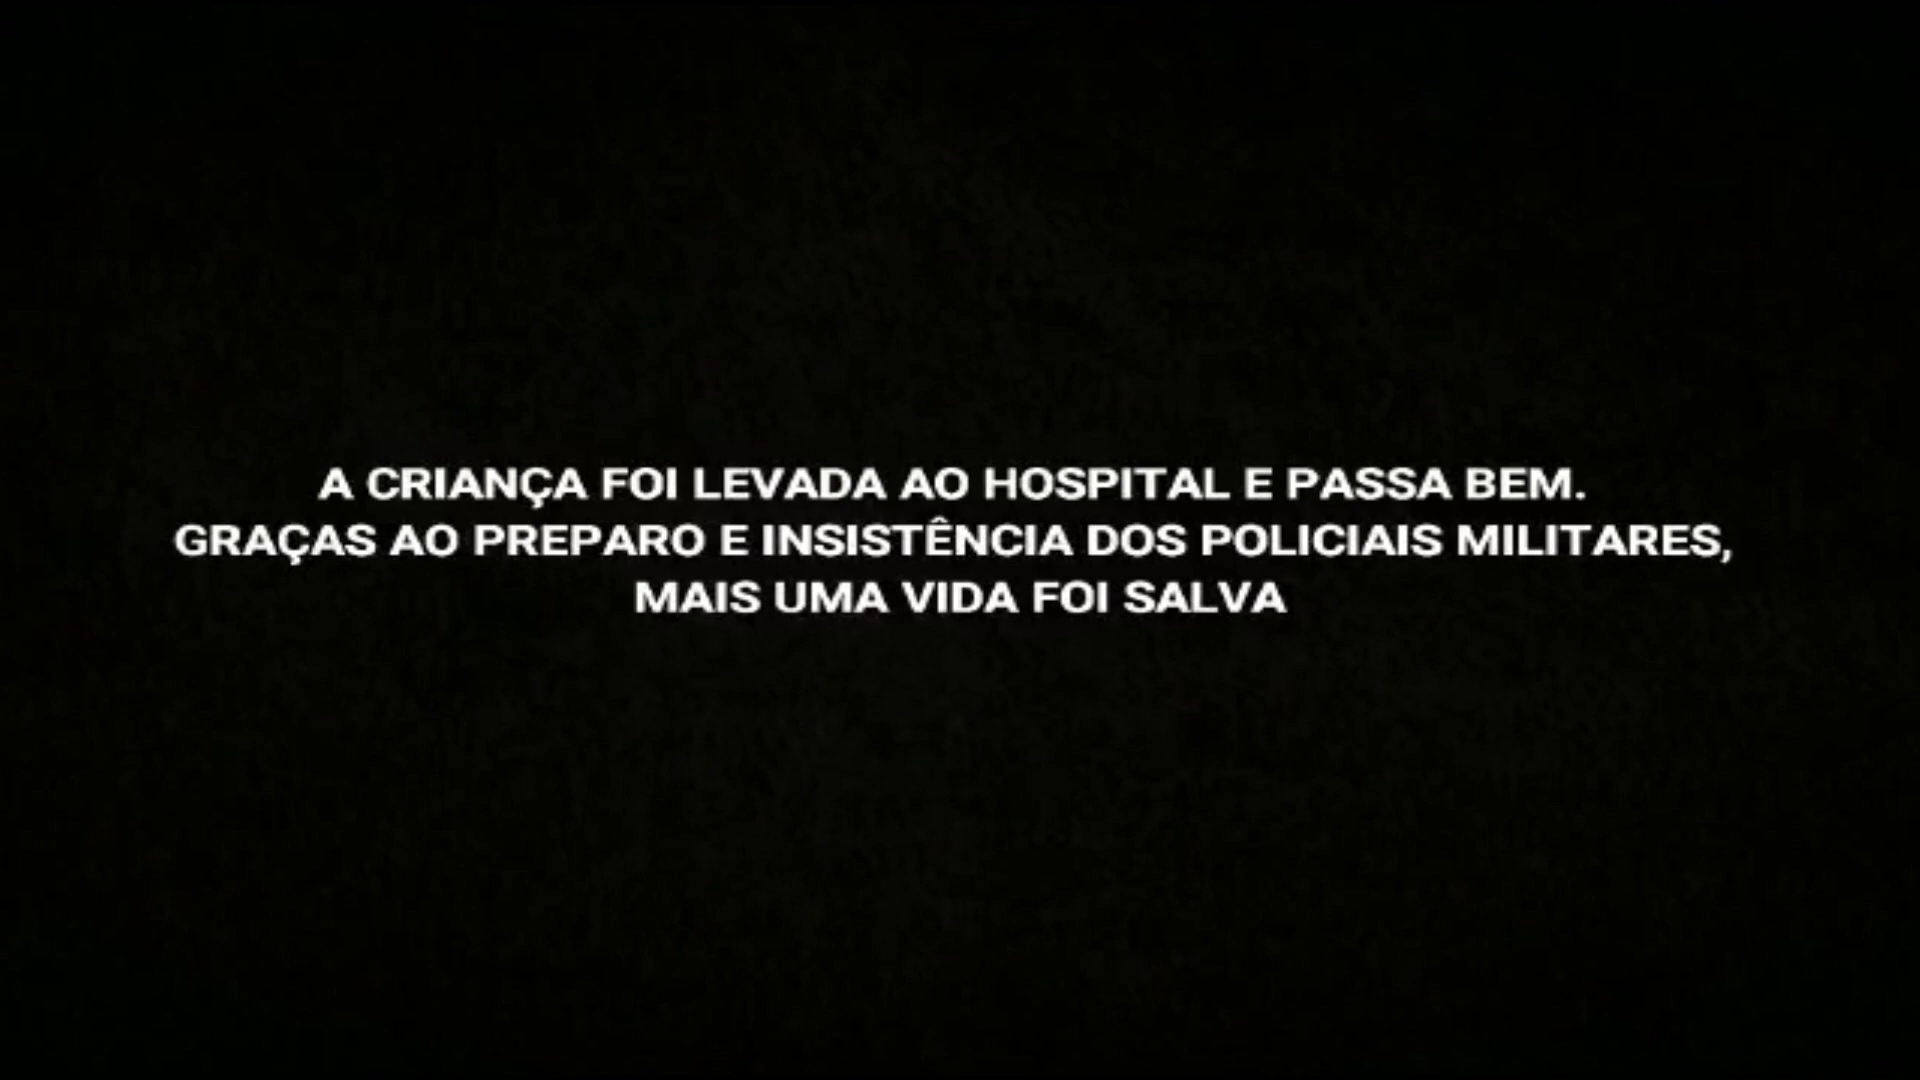 A CRIANÇA FOI LEVADA AO HOSPITAL E PASSA BEM.
GRAÇAS AO PREPARO E INSISTÊNCIA DOS POLICIAIS MILITARES,
MAIS UMA VIDA FOI SALVA